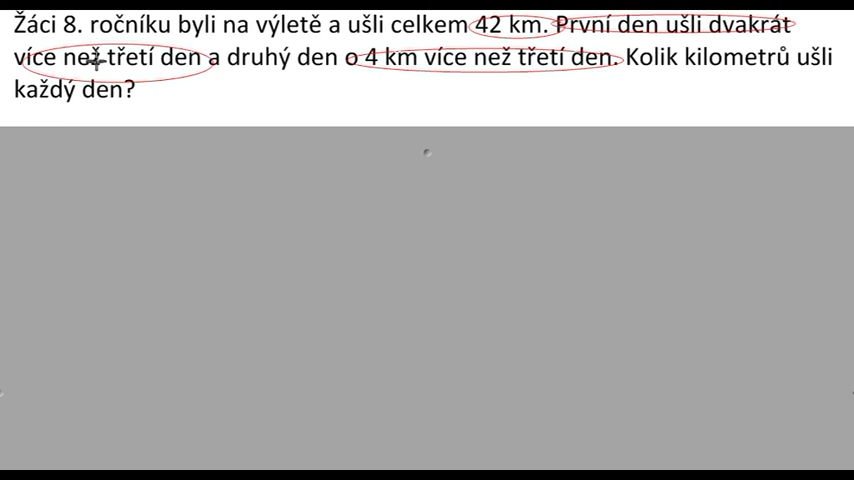 Žáci 8. ročníku byli na výletě a ušli celkem 42 km. První den ušli dvakrát
více než třetí den a druhý den o 4 km více než třetí den. Kolik kilometrů ušli
každý den?